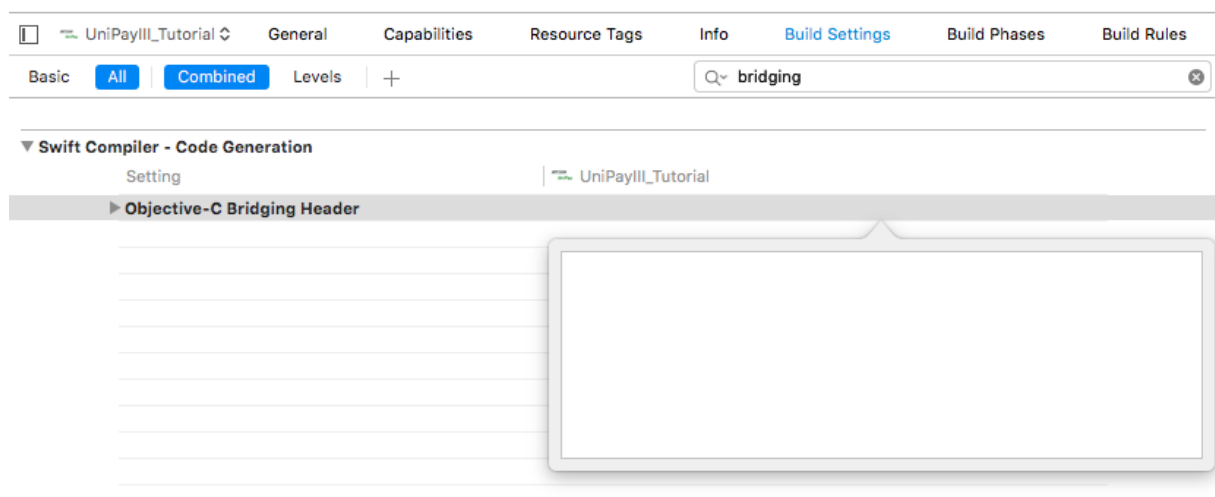 UniPayIII_Tutorial General Capabilities Resource Tags Info Build Settings Build Phases Build Rules
Basic All Combined Levels + bridging
Swift Compiler - Code Generation
Setting UniPayIII_Tutorial
Objective-C Bridging Header